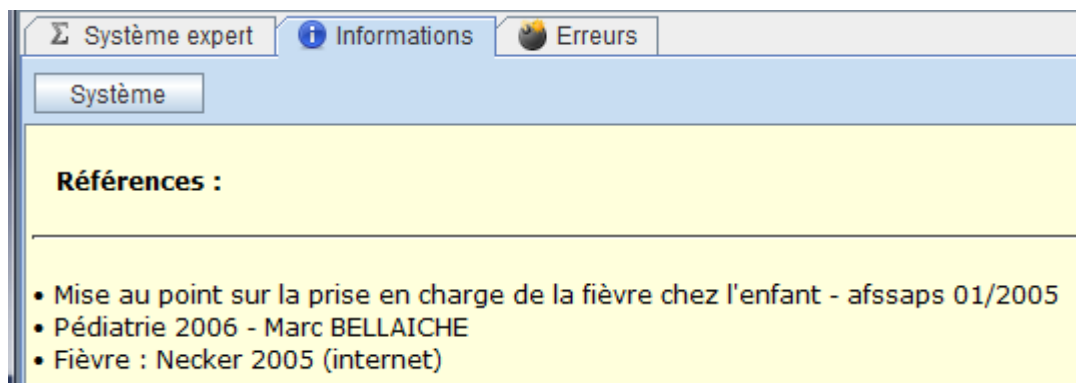 Σ Système expert Informations Erreurs
Système
Références :
• Mise au point sur la prise en charge de la fièvre chez l'enfant - afssaps 01/2005
• Pédiatrie 2006 - Marc BELLAICHE
• Fièvre : Necker 2005 (internet)